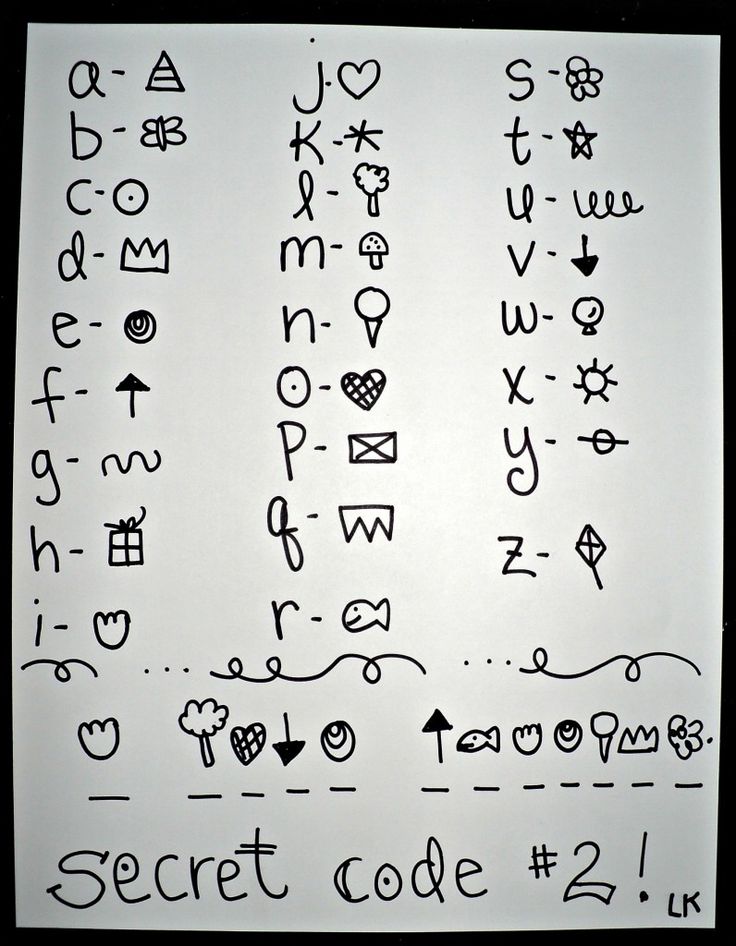 a-
b-
c-
d-
e-
f-
g-
h-
i-
j-
K-
l-
m-
n-
o-
p-
q-
r-
s-
t-
u-
v-
w-
x-
y-
z-
Secret code #2!
LK